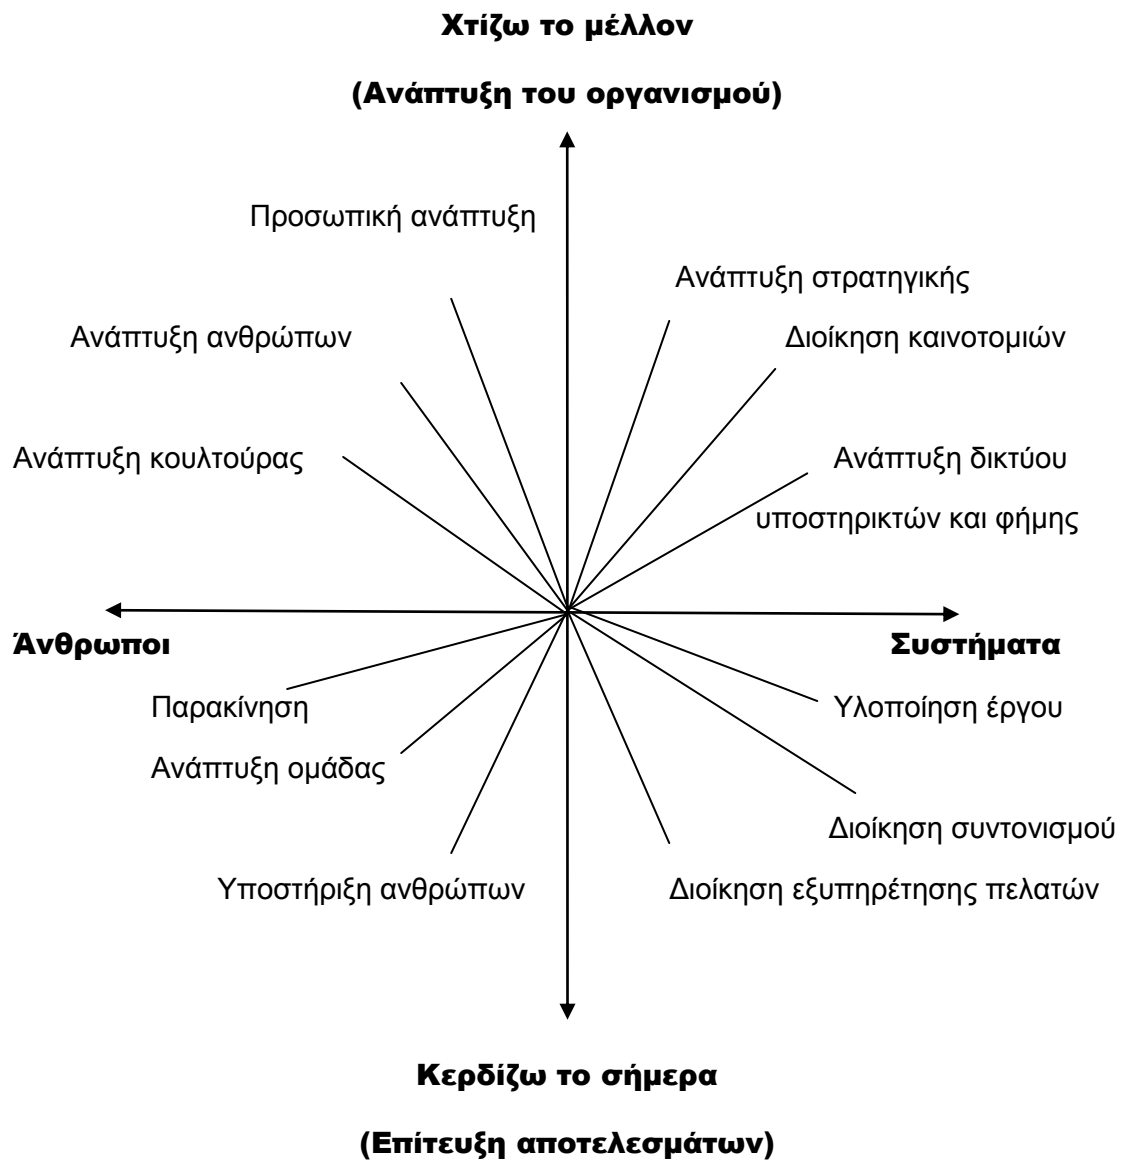 Χτίζω το μέλλον
(Ανάπτυξη του οργανισμού)
Προσωπική ανάπτυξη
Ανάπτυξη στρατηγικής
Ανάπτυξη ανθρώπων
Διοίκηση καινοτομιών
Ανάπτυξη κουλτούρας
Ανάπτυξη δικτύου
υποστηρικτών και φήμης
Άνθρωποι
Συστήματα
Παρακίνηση
Υλοποίηση έργου
Ανάπτυξη ομάδας
Διοίκηση συντονισμού
Υποστήριξη ανθρώπων
Διοίκηση εξυπηρέτησης πελατών
Κερδίζω το σήμερα
(Επίτευξη αποτελεσμάτων)